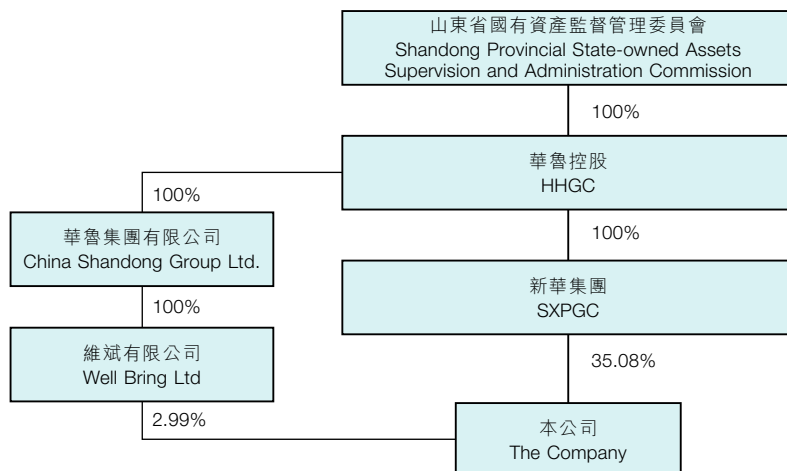 山東省國有資產監督管理委員會
Shandong Provincial State-owned Assets
Supervision and Administration Commission
100%
華魯控股
HHGC
100%
100%
華魯集團有限公司
China Shandong Group Ltd.
新華集團
SXPGC
100%
維斌有限公司
Well Bring Ltd
35.08%
2.99%
本公司
The Company